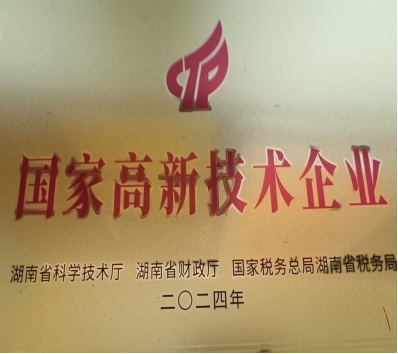 CTP
国家高新技术企业
湖南省科学技术厅 湖南省财政厅 国家税务总局湖南省税务局
二〇二四年